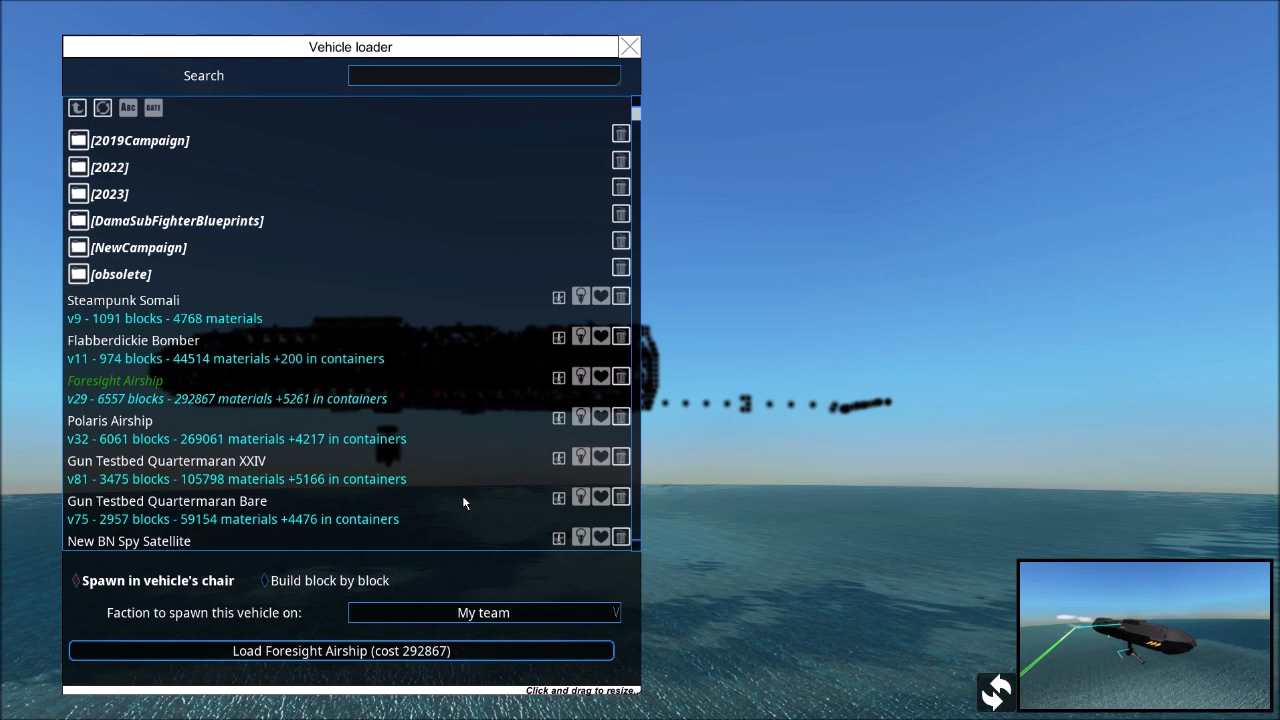 Vehicle loader
Search
ABC DATE
[2019Campaign]
[2022]
[2023]
[DamaSubFighterBlueprints]
[NewCampaign]
[obsolete]
Steampunk Somali
v9 - 1091 blocks - 4768 materials
Flabberdickie Bomber
v11 - 974 blocks - 44514 materials +200 in containers
Foresight Airship
v29 - 6557 blocks - 292867 materials +5261 in containers
Polaris Airship
v32 - 6061 blocks - 269061 materials +4217 in containers
Gun Testbed Quartermaran XXIV
v81 - 3475 blocks - 105798 materials +5166 in containers
Gun Testbed Quartermaran Bare
v75 - 2957 blocks - 59154 materials +4476 in containers
New BN Spy Satellite
Spawn in vehicle's chair Build block by block
Faction to spawn this vehicle on: My team
Load Foresight Airship (cost 292867)
Click and drag to resize..